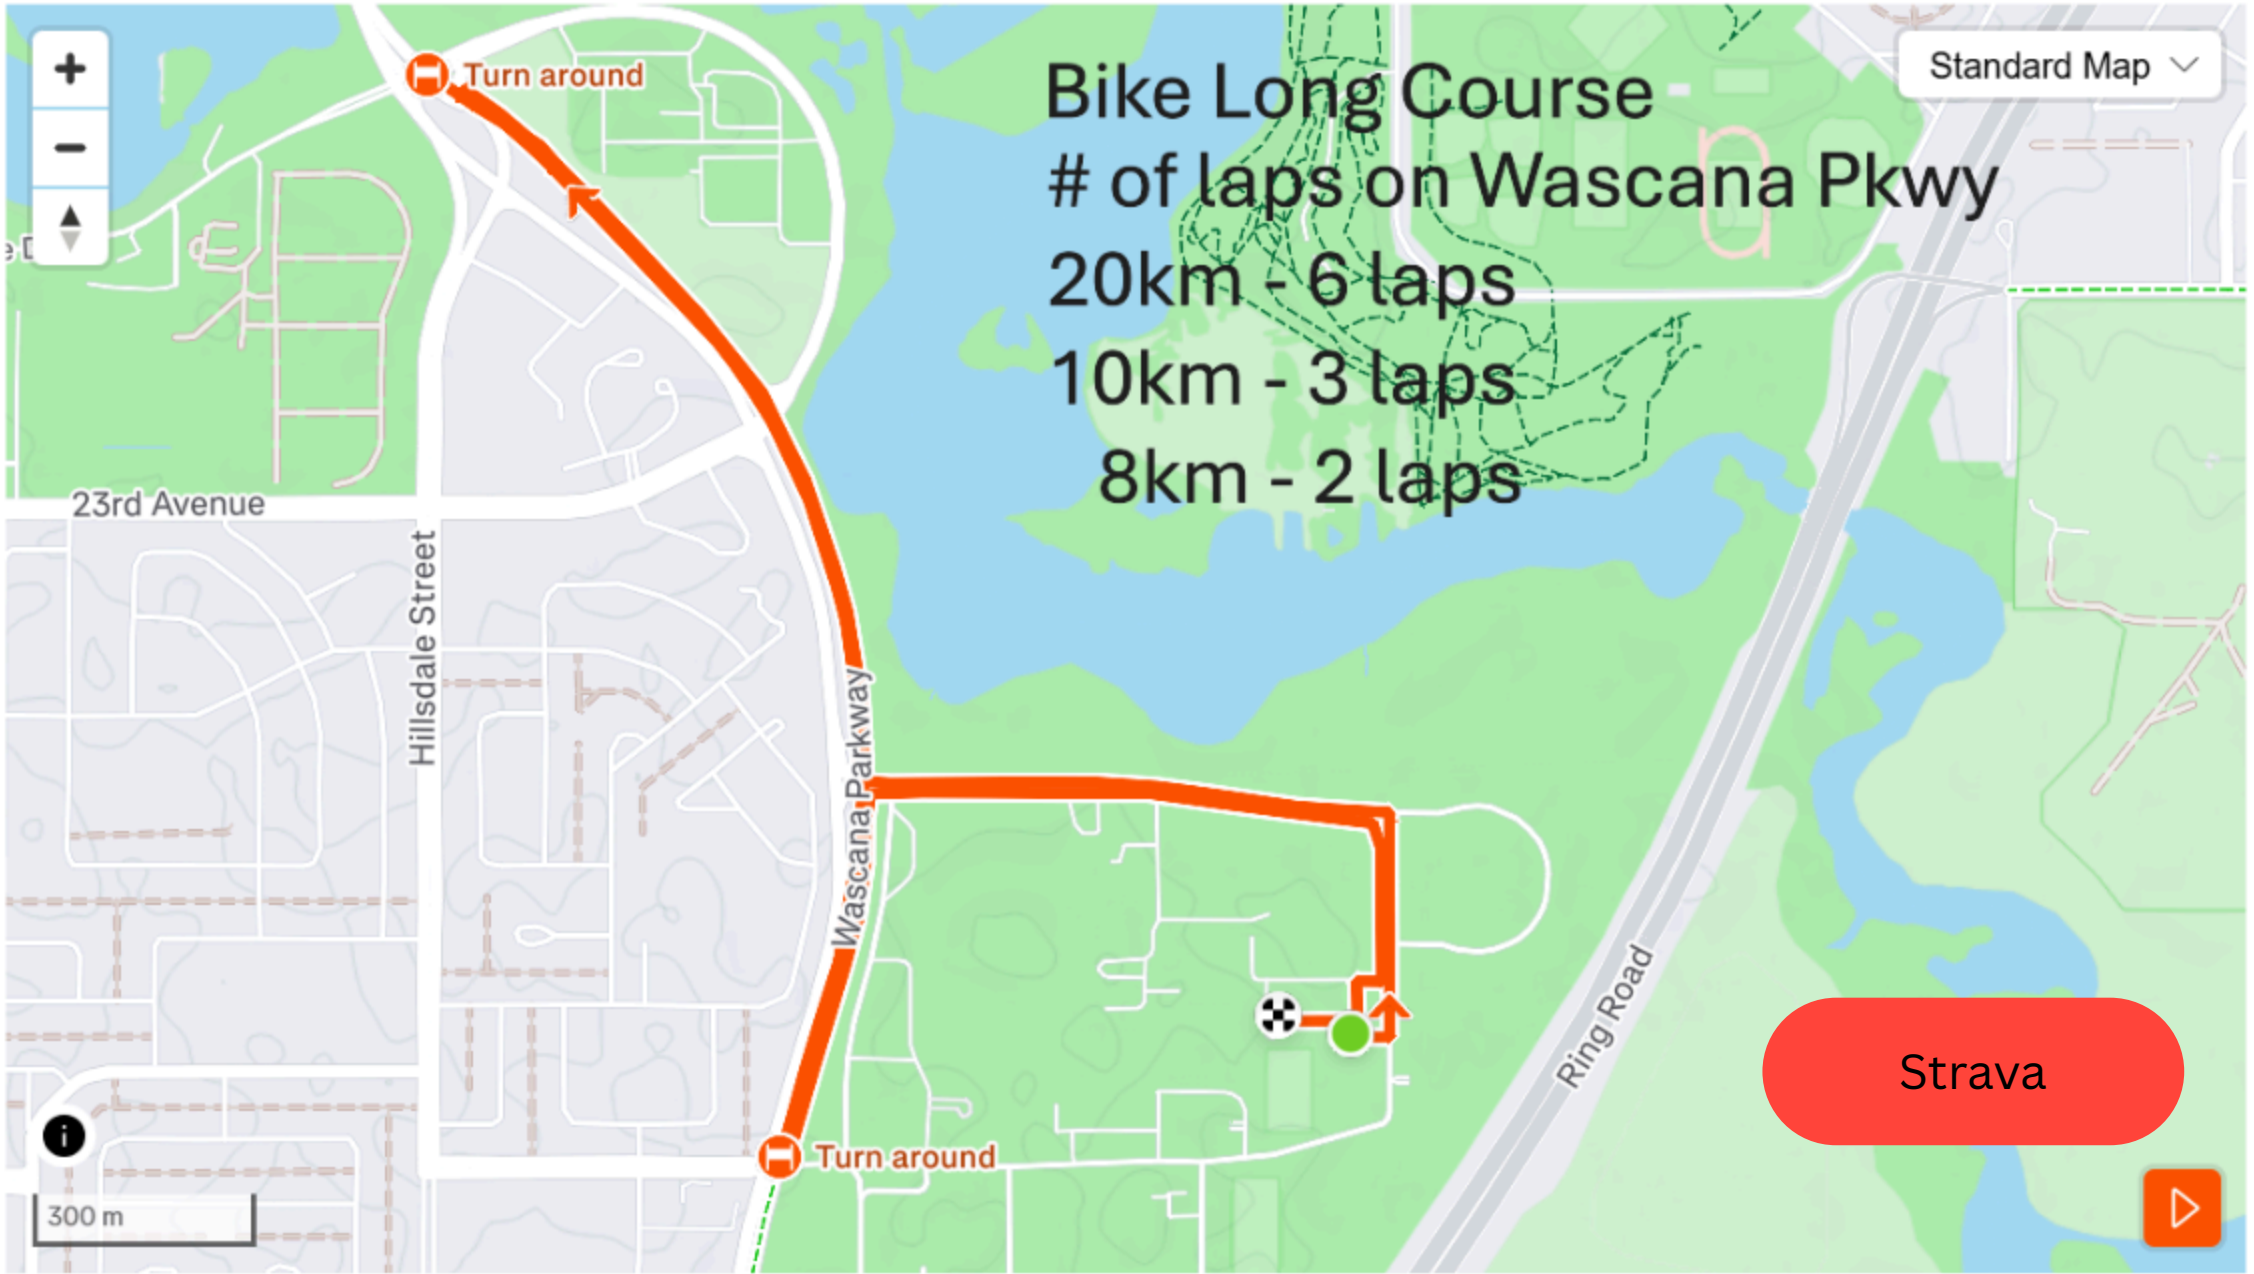 Turn around
Standard Map
Bike Long Course
# of laps on Wascana Pkwy
20km - 6 laps
10km - 3 laps
8km - 2 laps
23rd Avenue
Hillsdale Street
Wascana Parkway
Ring Road
Strava
Turn around
300 m